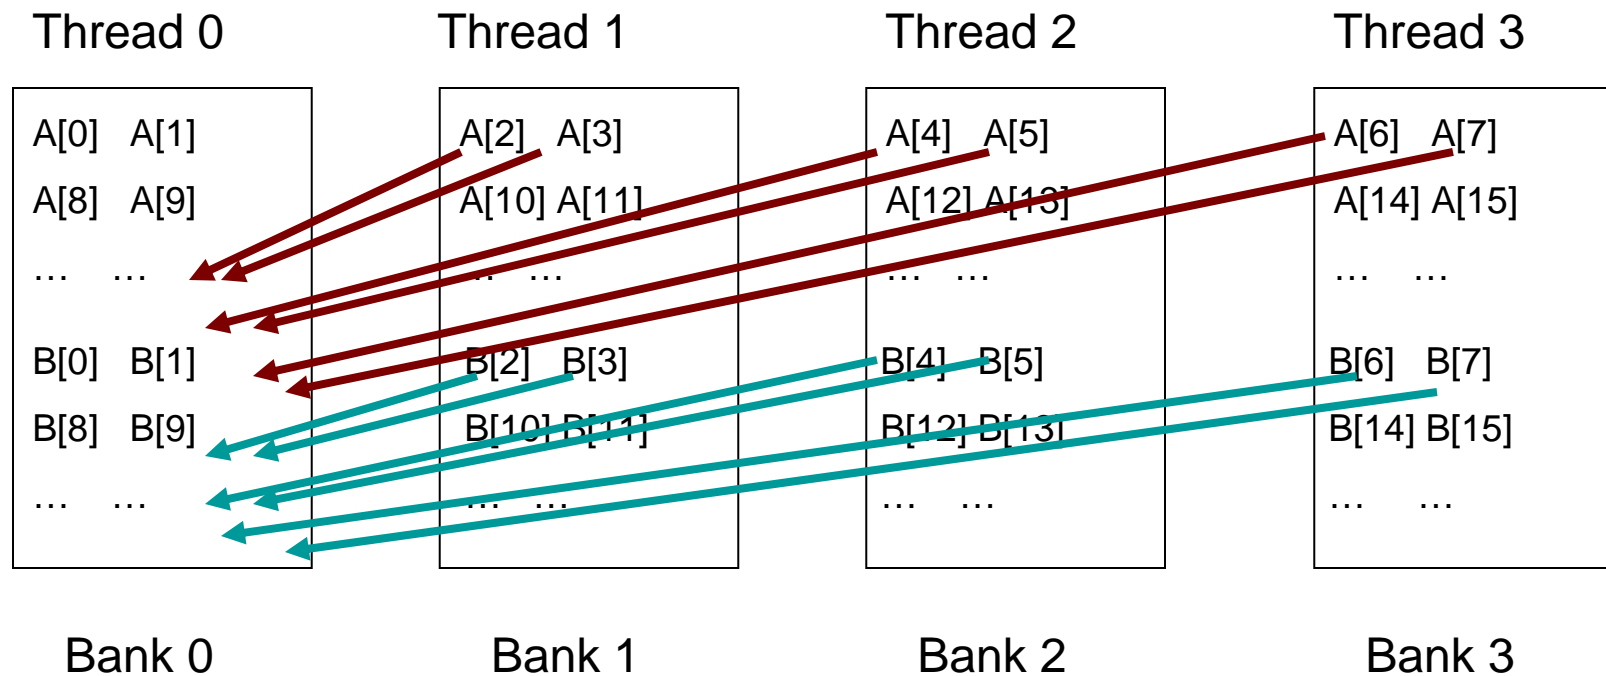 Thread 0 Thread 1 Thread 2 Thread 3
A[0] A[1] A[2] A[3] A[4] A[5] A[6] A[7]
A[8] A[9] A[10] A[11] A[12] A[13] A[14] A[15]
… … … … … … … …
B[0] B[1] B[2] B[3] B[4] B[5] B[6] B[7]
B[8] B[9] B[10] B[11] B[12] B[13] B[14] B[15]
… … … … … … … …
Bank 0 Bank 1 Bank 2 Bank 3